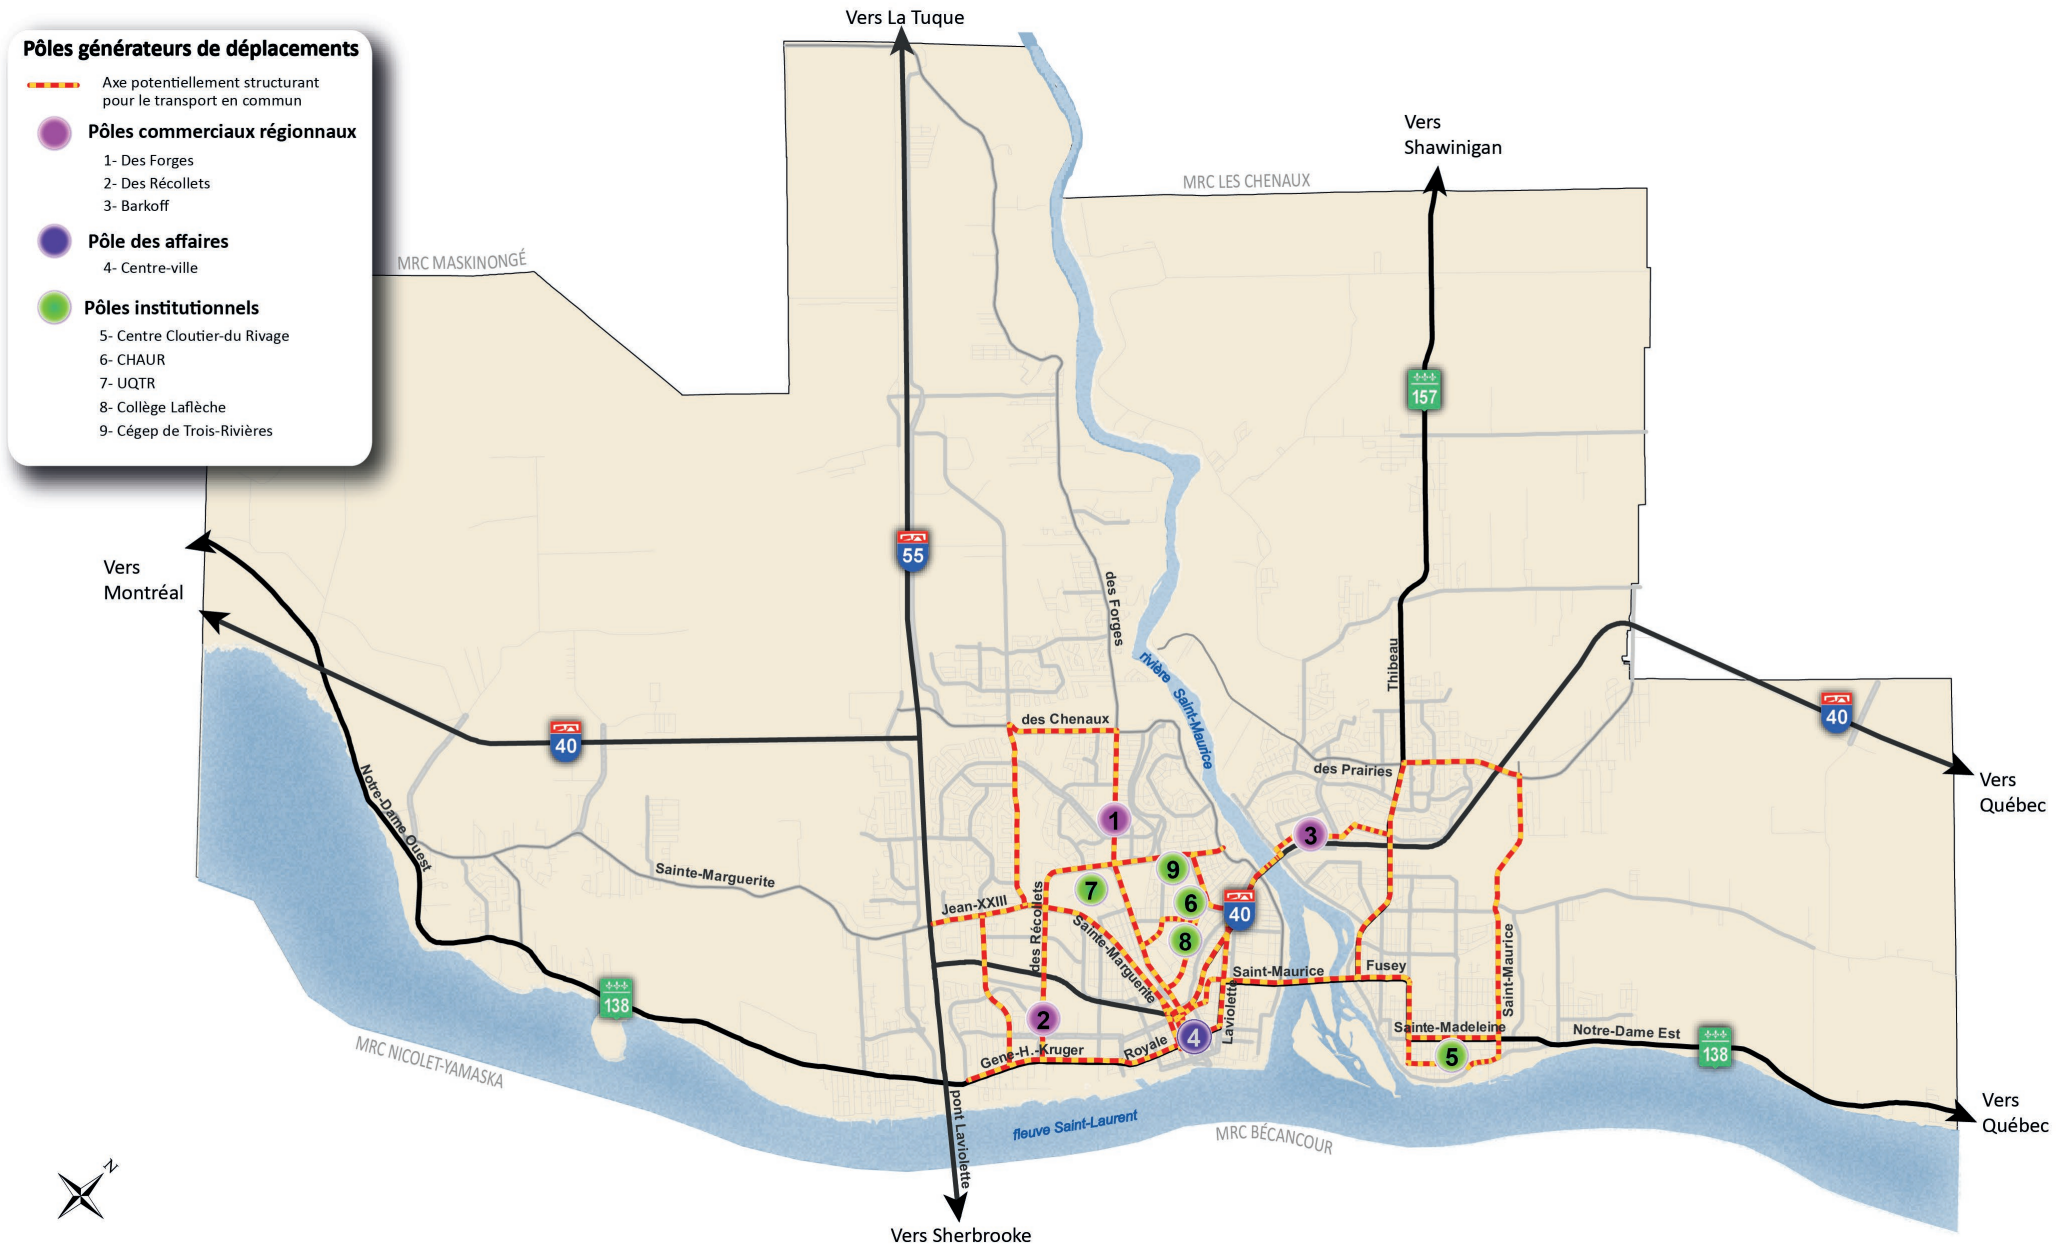 Pôles générateurs de déplacements
Axe potentiellement structurant
pour le transport en commun
Pôles commerciaux régionnaux
1- Des Forges
2- Des Récollets
3- Barkoff
Pôle des affaires
4- Centre-ville
Pôles institutionnels
5- Centre Cloutier-du Rivage
6- CHAUR
7- UQTR
8- Collège Laflèche
9- Cégep de Trois-Rivières
Vers La Tuque
Vers
Shawinigan
MRC LES CHENAUX
MRC MASKINONGÉ
157
55
Vers
Montréal
des Forges
Thibeau
rivière Saint-Maurice
40
40
des Chenaux
des Prairies
Vers
Québec
Notre-Dame Ouest
1
3
Sainte-Marguerite
9
7
6
40
Jean-XXIII
des Récollets
Sainte-Marguerite
8
Saint-Maurice
Fusey
Saint-Maurice
138
Laviolette
2
4
Sainte-Madeleine
Notre-Dame Est
138
5
Gene-H.-Kruger
Royale
MRC NICOLET-YAMASKA
pont Laviolette
fleuve Saint-Laurent
MRC BÉCANCOUR
Vers
Québec
N
Vers Sherbrooke